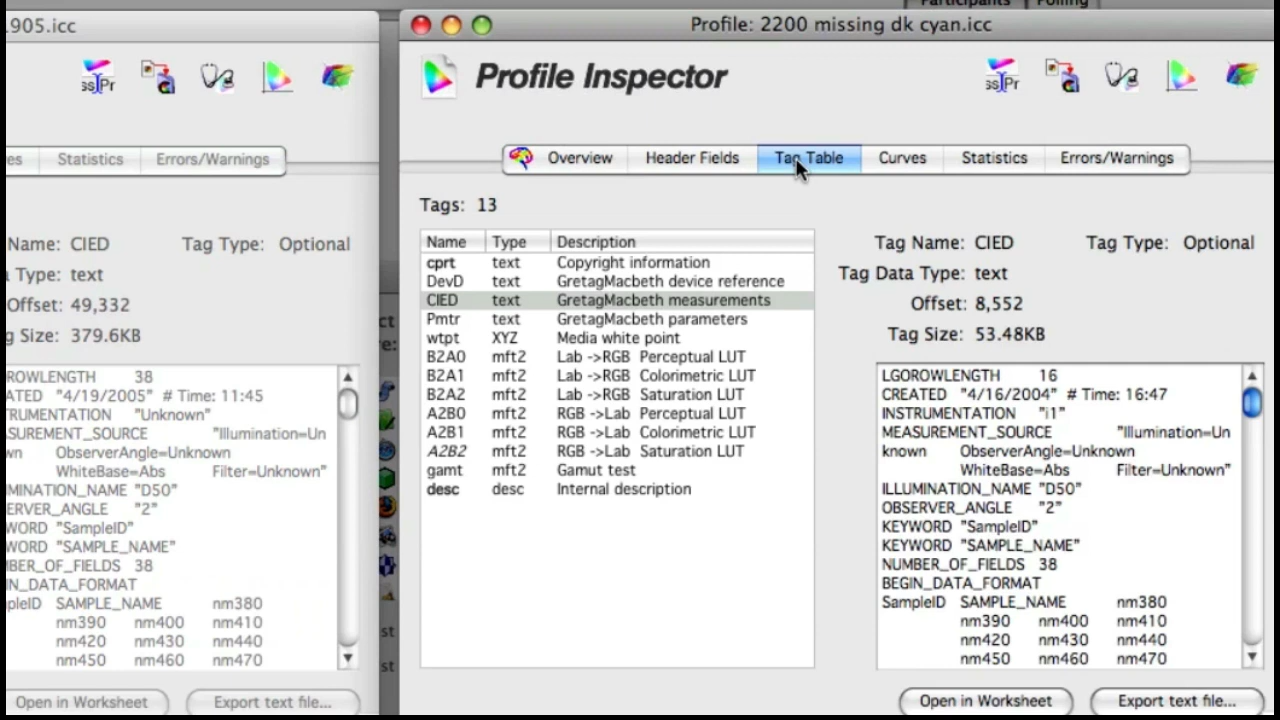 Participants Polling
.905.icc
Profile: 2200 missing dk cyan.icc
Profile Inspector
Statistics Errors/Warnings
Overview Header Fields Tag Table Curves Statistics Errors/Warnings
Tags: 13
Name: CIED Tag Type: Optional
Type: text
Offset: 49,332
Size: 379.6KB
ROWLENGTH 38
ATED "4/19/2005" # Time: 11:45
TRUMENTATION "Unknown"
SUREMENT_SOURCE "Illumination=Un
wn ObserverAngle=Unknown
WhiteBase=Abs Filter=Unknown"
MINATION_NAME "D50"
ERVER_ANGLE "2"
WORD "SampleID"
WORD "SAMPLE_NAME"
BER_OF_FIELDS 38
IN_DATA_FORMAT
pleID SAMPLE_NAME nm380
nm390 nm400 nm410
nm420 nm430 nm440
nm450 nm460 nm470
Open in Worksheet Export text file...
Name Type Description
cprt text Copyright information
DevD text GretagMacbeth device reference
CIED text GretagMacbeth measurements
Pmtr text GretagMacbeth parameters
wtpt XYZ Media white point
B2A0 mft2 Lab ->RGB Perceptual LUT
B2A1 mft2 Lab ->RGB Colorimetric LUT
B2A2 mft2 Lab ->RGB Saturation LUT
A2B0 mft2 RGB ->Lab Perceptual LUT
A2B1 mft2 RGB ->Lab Colorimetric LUT
A2B2 mft2 RGB ->Lab Saturation LUT
gamt mft2 Gamut test
desc desc Internal description
Tag Name: CIED Tag Type: Optional
Tag Data Type: text
Offset: 8,552
Tag Size: 53.48KB
LGOROWLENGTH 16
CREATED "4/16/2004" # Time: 16:47
INSTRUMENTATION "i1"
MEASUREMENT_SOURCE "Illumination=Un
known ObserverAngle=Unknown
WhiteBase=Abs Filter=Unknown"
ILLUMINATION_NAME "D50"
OBSERVER_ANGLE "2"
KEYWORD "SampleID"
KEYWORD "SAMPLE_NAME"
NUMBER_OF_FIELDS 38
BEGIN_DATA_FORMAT
SampleID SAMPLE_NAME nm380
nm390 nm400 nm410
nm420 nm430 nm440
nm450 nm460 nm470
Open in Worksheet Export text file...